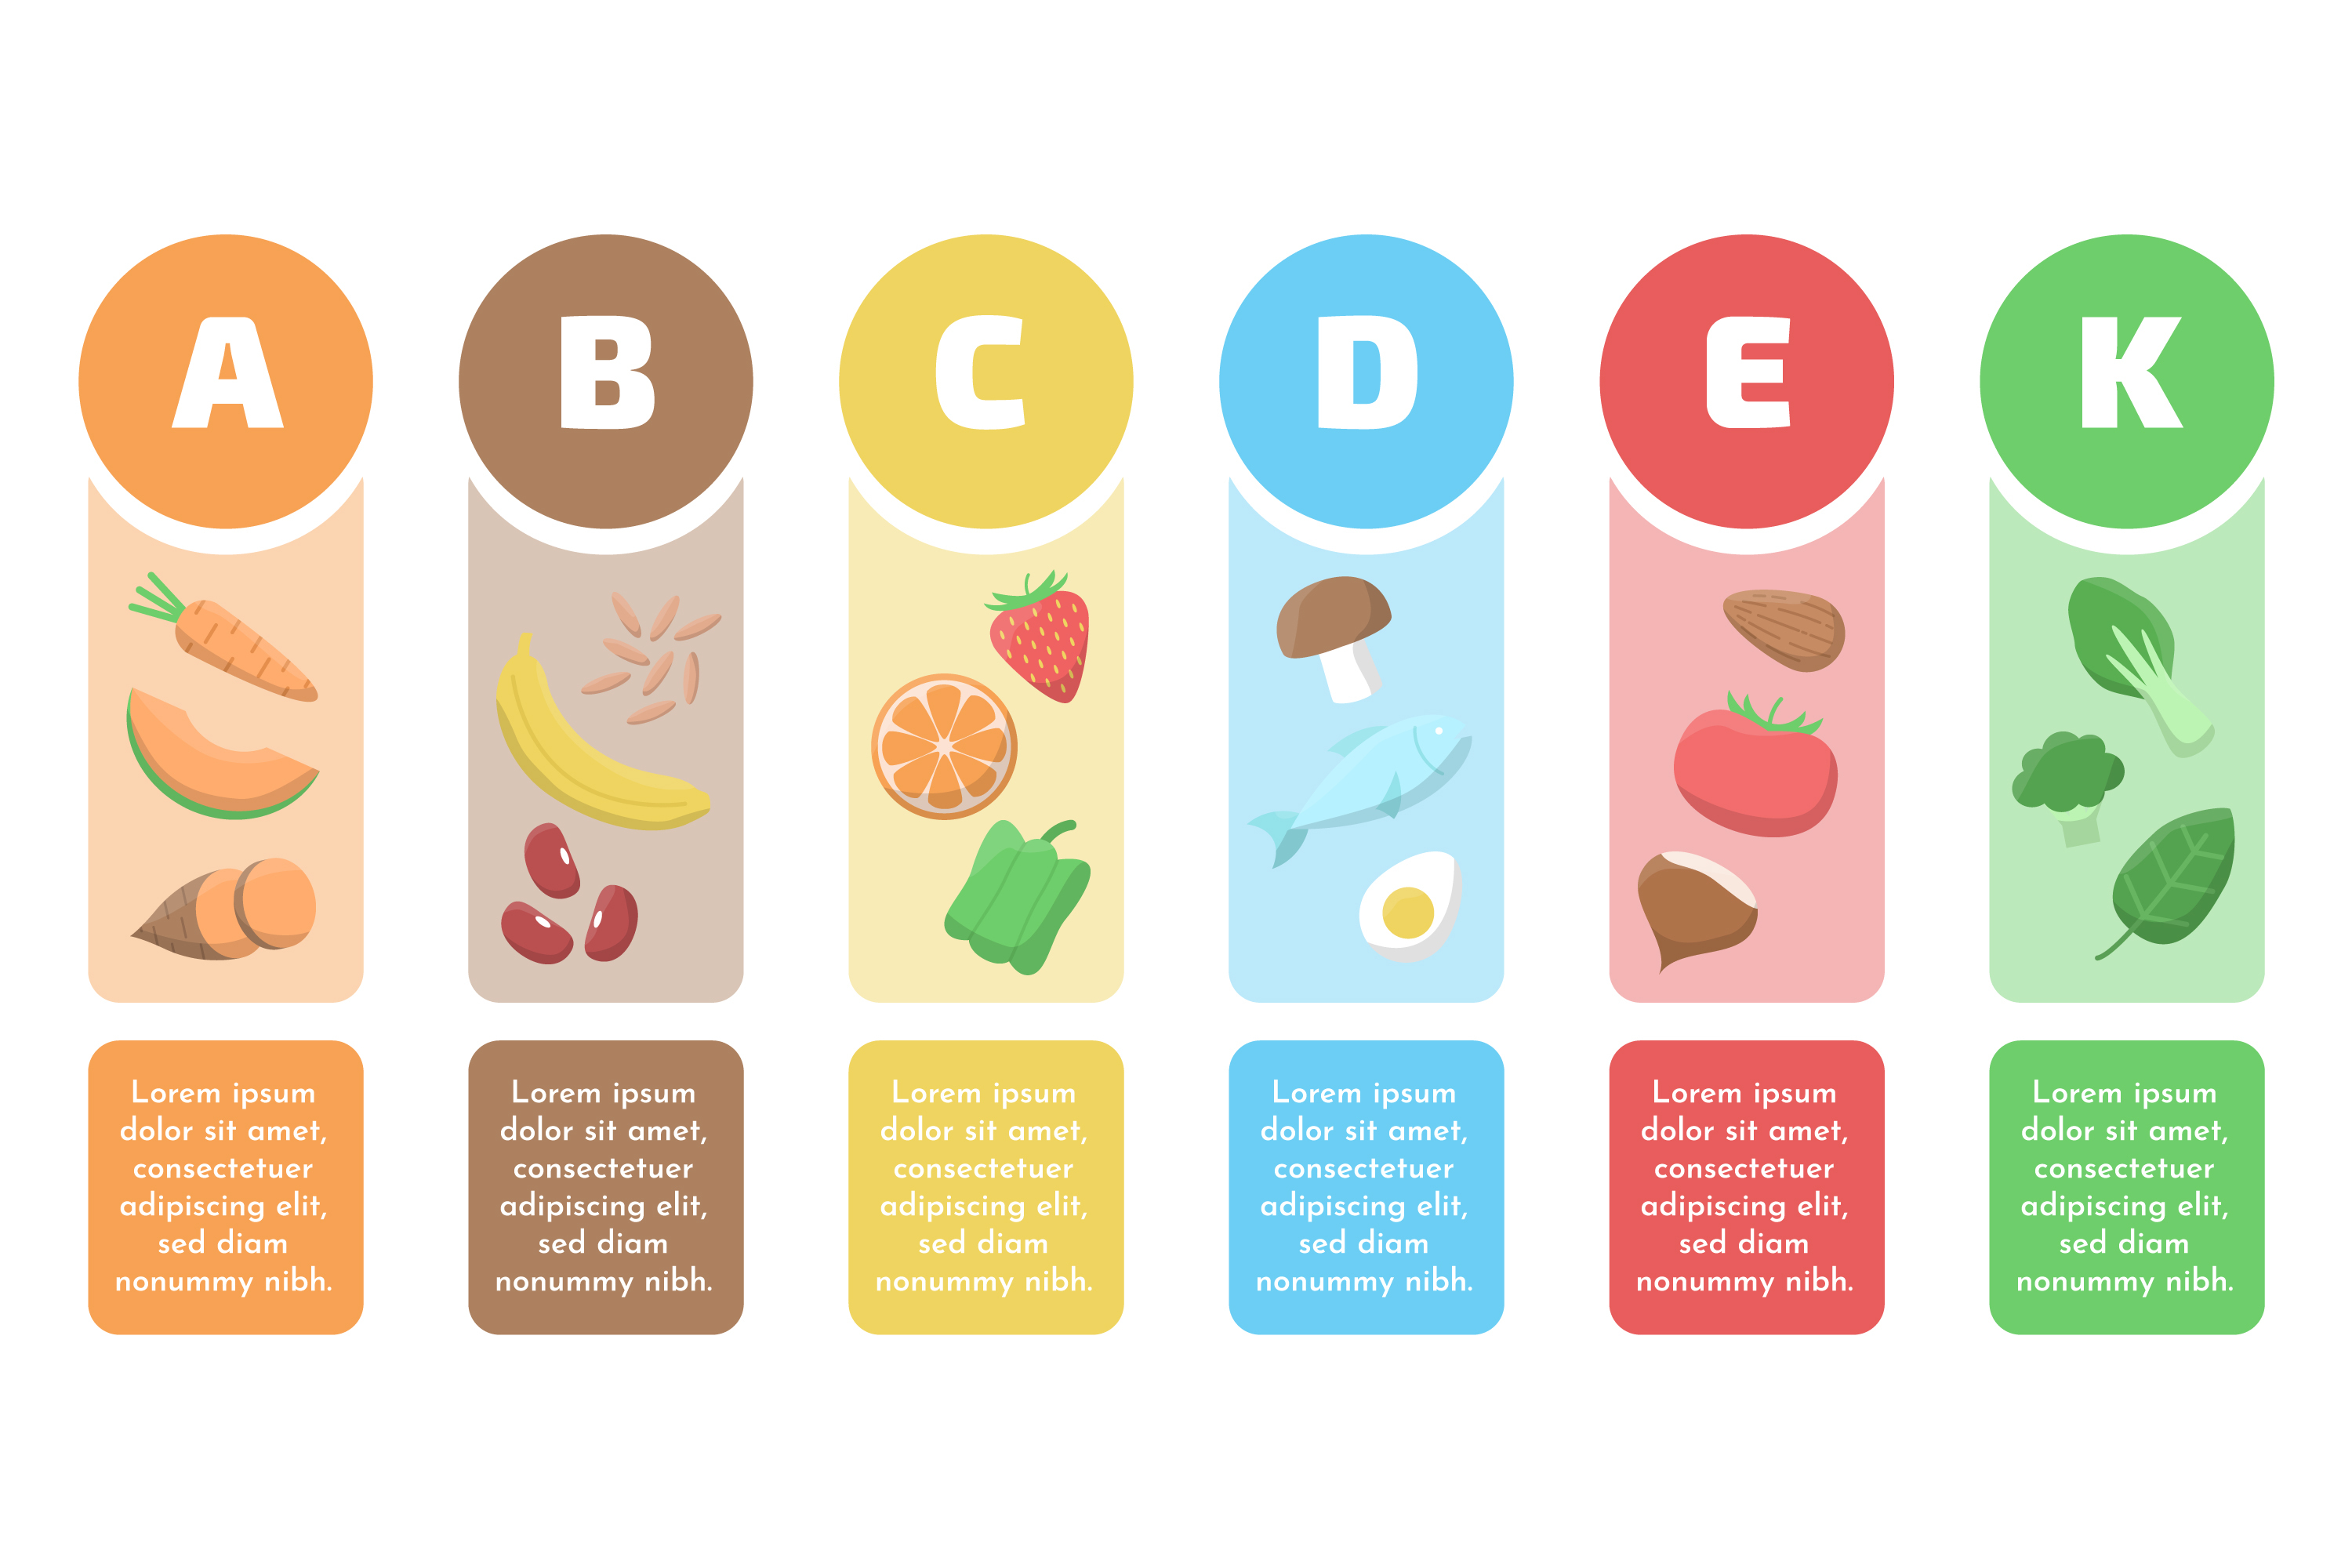 A
B
C
D
E
K
Lorem ipsum
dolor sit amet,
consectetuer
adipiscing elit,
sed diam
nonummy nibh.
Lorem ipsum
dolor sit amet,
consectetuer
adipiscing elit,
sed diam
nonummy nibh.
Lorem ipsum
dolor sit amet,
consectetuer
adipiscing elit,
sed diam
nonummy nibh.
Lorem ipsum
dolor sit amet,
consectetuer
adipiscing elit,
sed diam
nonummy nibh.
Lorem ipsum
dolor sit amet,
consectetuer
adipiscing elit,
sed diam
nonummy nibh.
Lorem ipsum
dolor sit amet,
consectetuer
adipiscing elit,
sed diam
nonummy nibh.